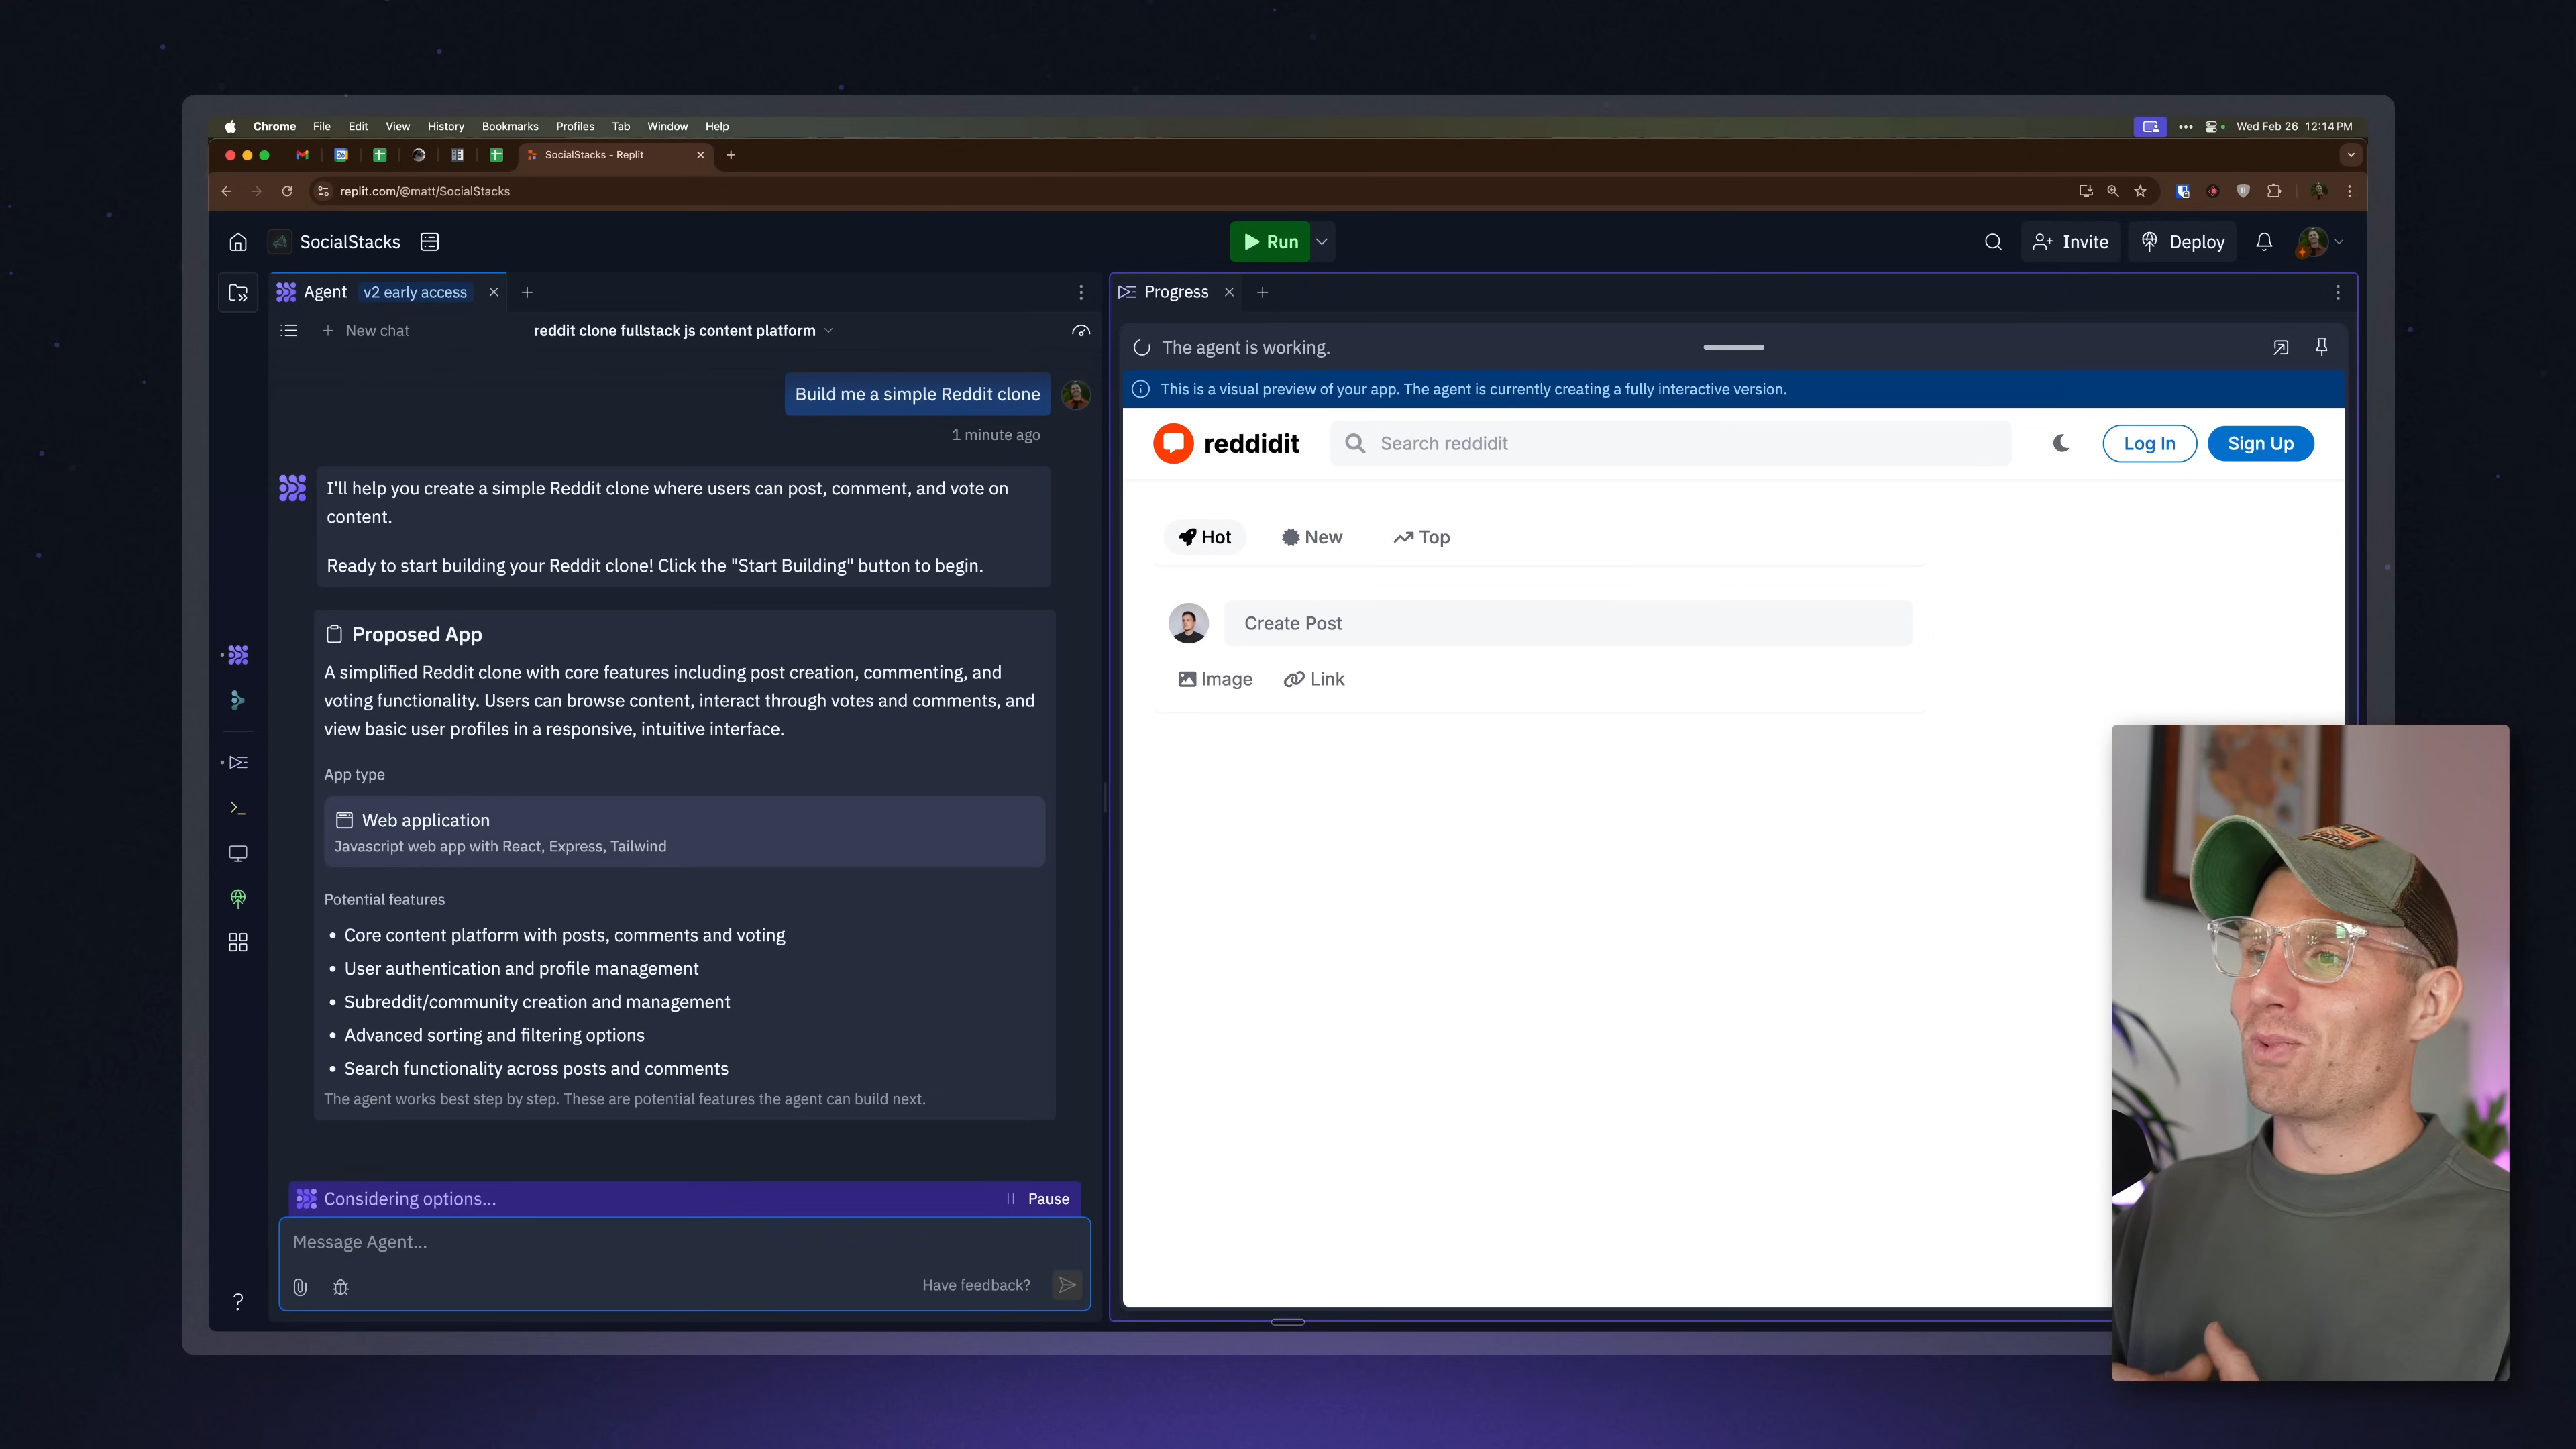 Chrome File Edit View History Bookmarks Profiles Tab Window Help
Wed Feb 26 12:14 PM
SocialStacks - Replit
replit.com/@matt/SocialStacks
SocialStacks
Run
Invite
Deploy
Agent v2 early access
Progress
New chat
reddit clone fullstack js content platform
The agent is working.
This is a visual preview of your app. The agent is currently creating a fully interactive version.
Build me a simple Reddit clone
1 minute ago
I'll help you create a simple Reddit clone where users can post, comment, and vote on
content.
Ready to start building your Reddit clone! Click the "Start Building" button to begin.
Proposed App
A simplified Reddit clone with core features including post creation, commenting, and
voting functionality. Users can browse content, interact through votes and comments, and
view basic user profiles in a responsive, intuitive interface.
App type
Web application
Javascript web app with React, Express, Tailwind
Potential features
• Core content platform with posts, comments and voting
• User authentication and profile management
• Subreddit/community creation and management
• Advanced sorting and filtering options
• Search functionality across posts and comments
The agent works best step by step. These are potential features the agent can build next.
Considering options...
Pause
Message Agent...
Have feedback?
?
reddidit
Search reddidit
Log In
Sign Up
Hot
New
Top
Create Post
Image
Link